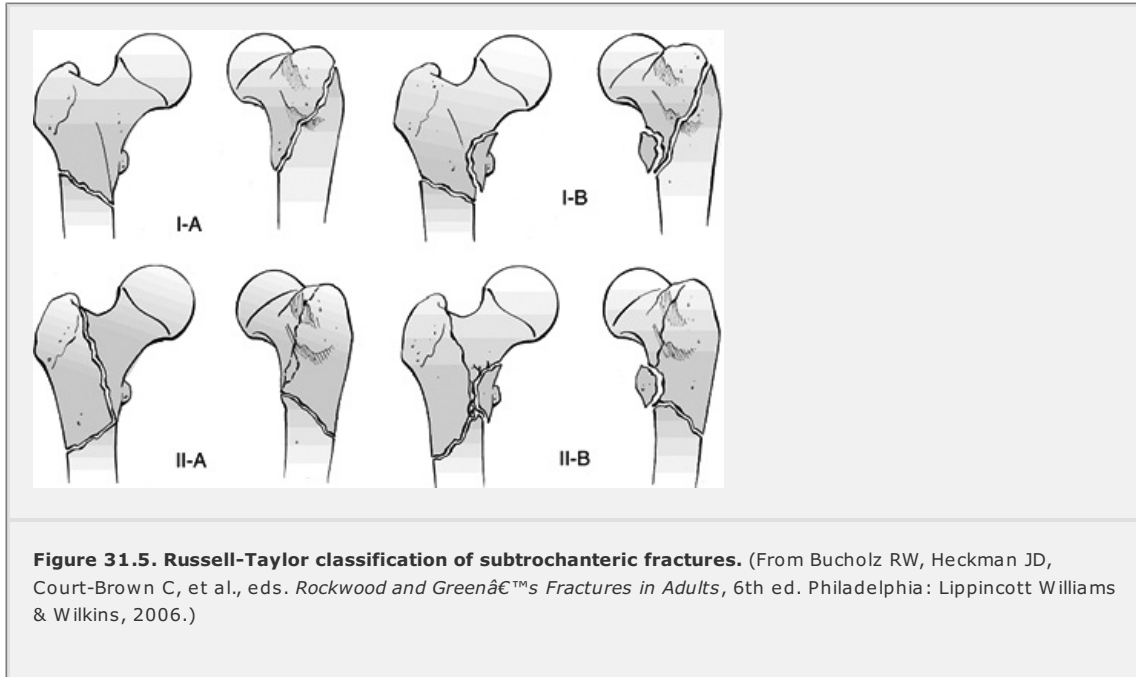 I-A
I-B
II-A
II-B
Figure 31.5. Russell-Taylor classification of subtrochanteric fractures. (From Bucholz RW, Heckman JD,
Court-Brown C, et al., eds. Rockwood and Greenâ€™s Fractures in Adults, 6th ed. Philadelphia: Lippincott Williams
& Wilkins, 2006.)